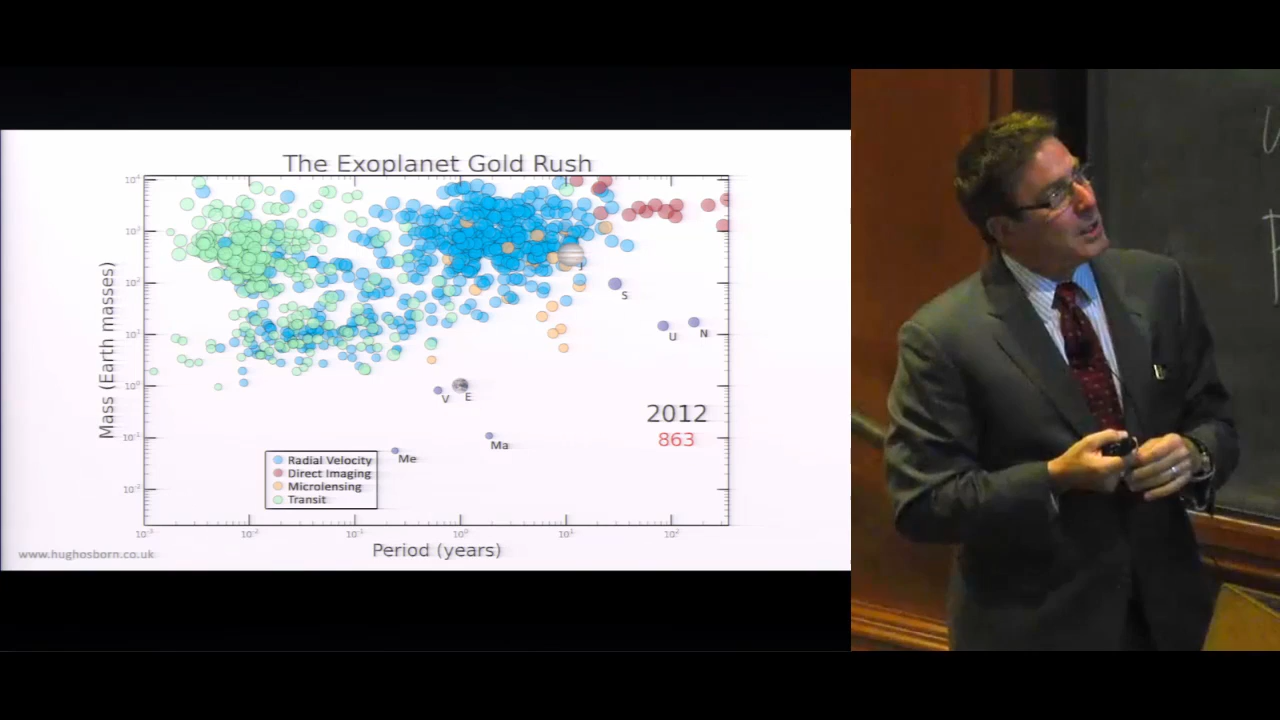 The Exoplanet Gold Rush
10⁴
10³
10²
10¹
10⁰
10⁻¹
10⁻²
Mass (Earth masses)
J
S
U
N
V
E
Ma
Me
2012
863
Radial Velocity
Direct Imaging
Microlensing
Transit
10⁻³ 10⁻² 10⁻¹ 10⁰ 10¹ 10²
Period (years)
www.hughosborn.co.uk